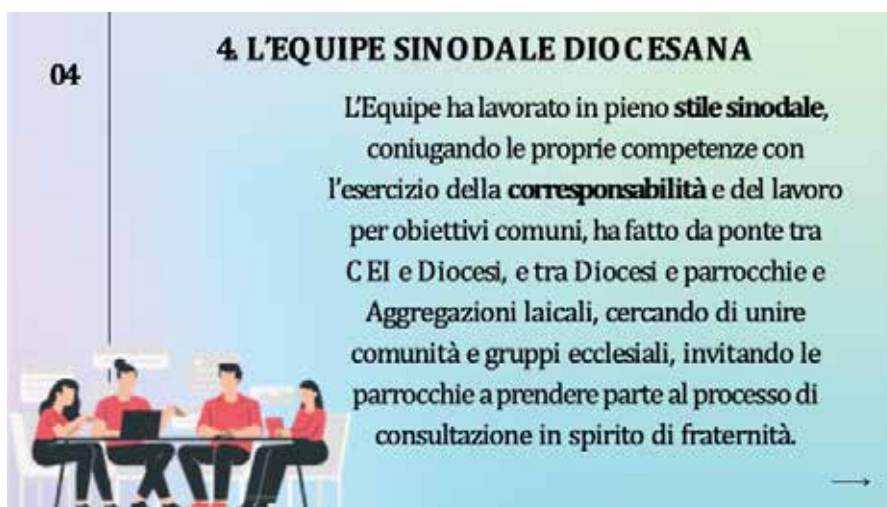 04
4. L'EQUIPE SINODALE DIOCESANA
L'Equipe ha lavorato in pieno stile sinodale,
coniugando le proprie competenze con
l'esercizio della corresponsabilità e del lavoro
per obiettivi comuni, ha fatto da ponte tra
CEI e Diocesi, e tra Diocesi e parrocchie e
Aggregazioni laicali, cercando di unire
comunità e gruppi ecclesiali, invitando le
parrocchie a prendere parte al processo di
consultazione in spirito di fraternità.